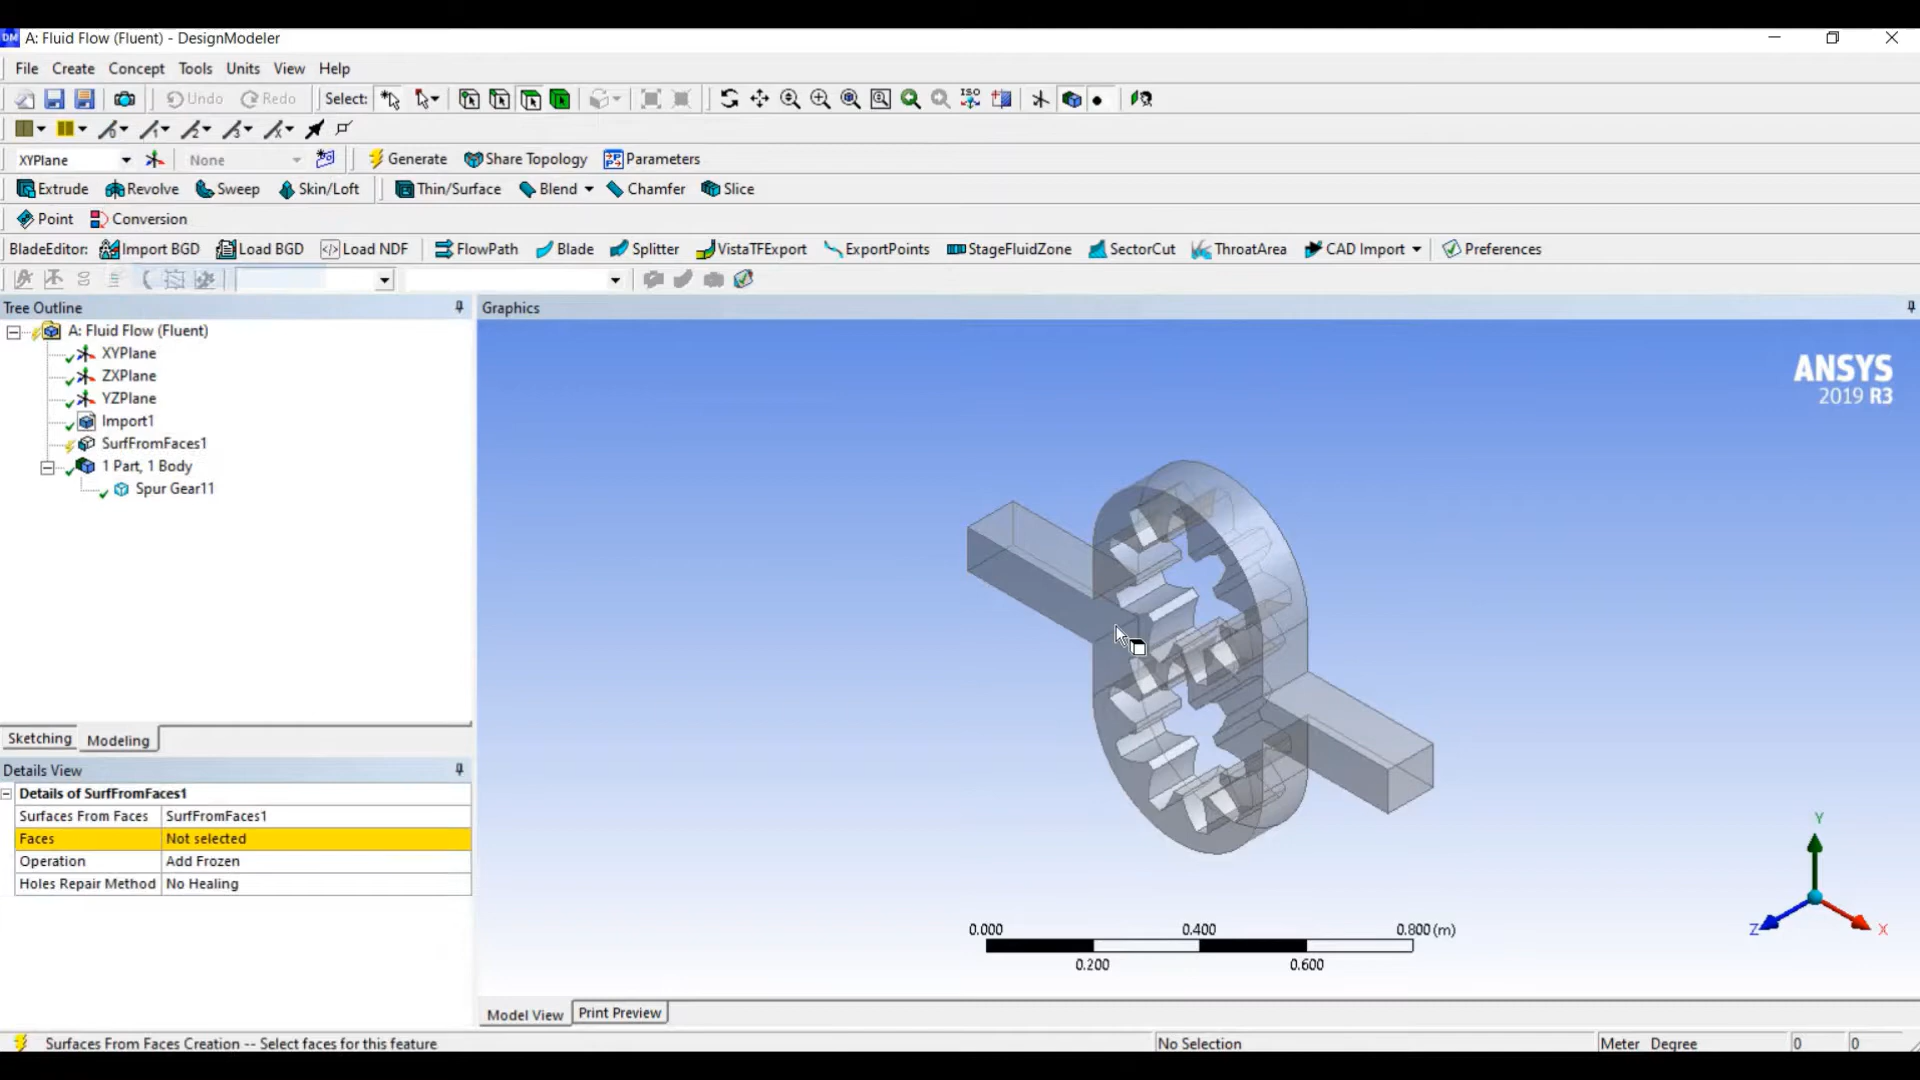 DM A: Fluid Flow (Fluent) - DesignModeler
File Create Concept Tools Units View Help
Undo Redo Select: ISO
XYPlane None Generate Share Topology Parameters
Extrude Revolve Sweep Skin/Loft Thin/Surface Blend Chamfer Slice
Point Conversion
BladeEditor: Import BGD Load BGD Load NDF FlowPath Blade Splitter VistaTFExport ExportPoints StageFluidZone SectorCut ThroatArea CAD Import Preferences
Tree Outline
A: Fluid Flow (Fluent)
XYPlane
ZXPlane
YZPlane
Import1
SurfFromFaces1
1 Part, 1 Body
Spur Gear11
Sketching Modeling
Details View
Details of SurfFromFaces1
Surfaces From Faces SurfFromFaces1
Faces Not selected
Operation Add Frozen
Holes Repair Method No Healing
Graphics
ANSYS
2019 R3
0.000 0.400 0.800 (m)
0.200 0.600
Y
Z X
Model View Print Preview
Surfaces From Faces Creation -- Select faces for this feature No Selection Meter Degree 0 0